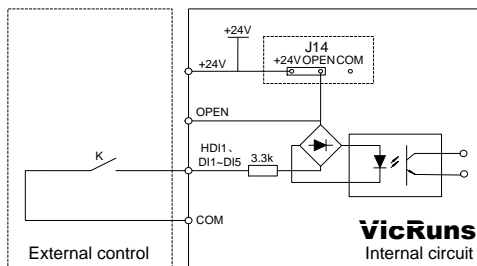 +24V
J14
+24V OPEN COM
+24V
OPEN
HDI1、
DI1~DI5
3.3k
K
COM
VicRuns
External control
Internal circuit